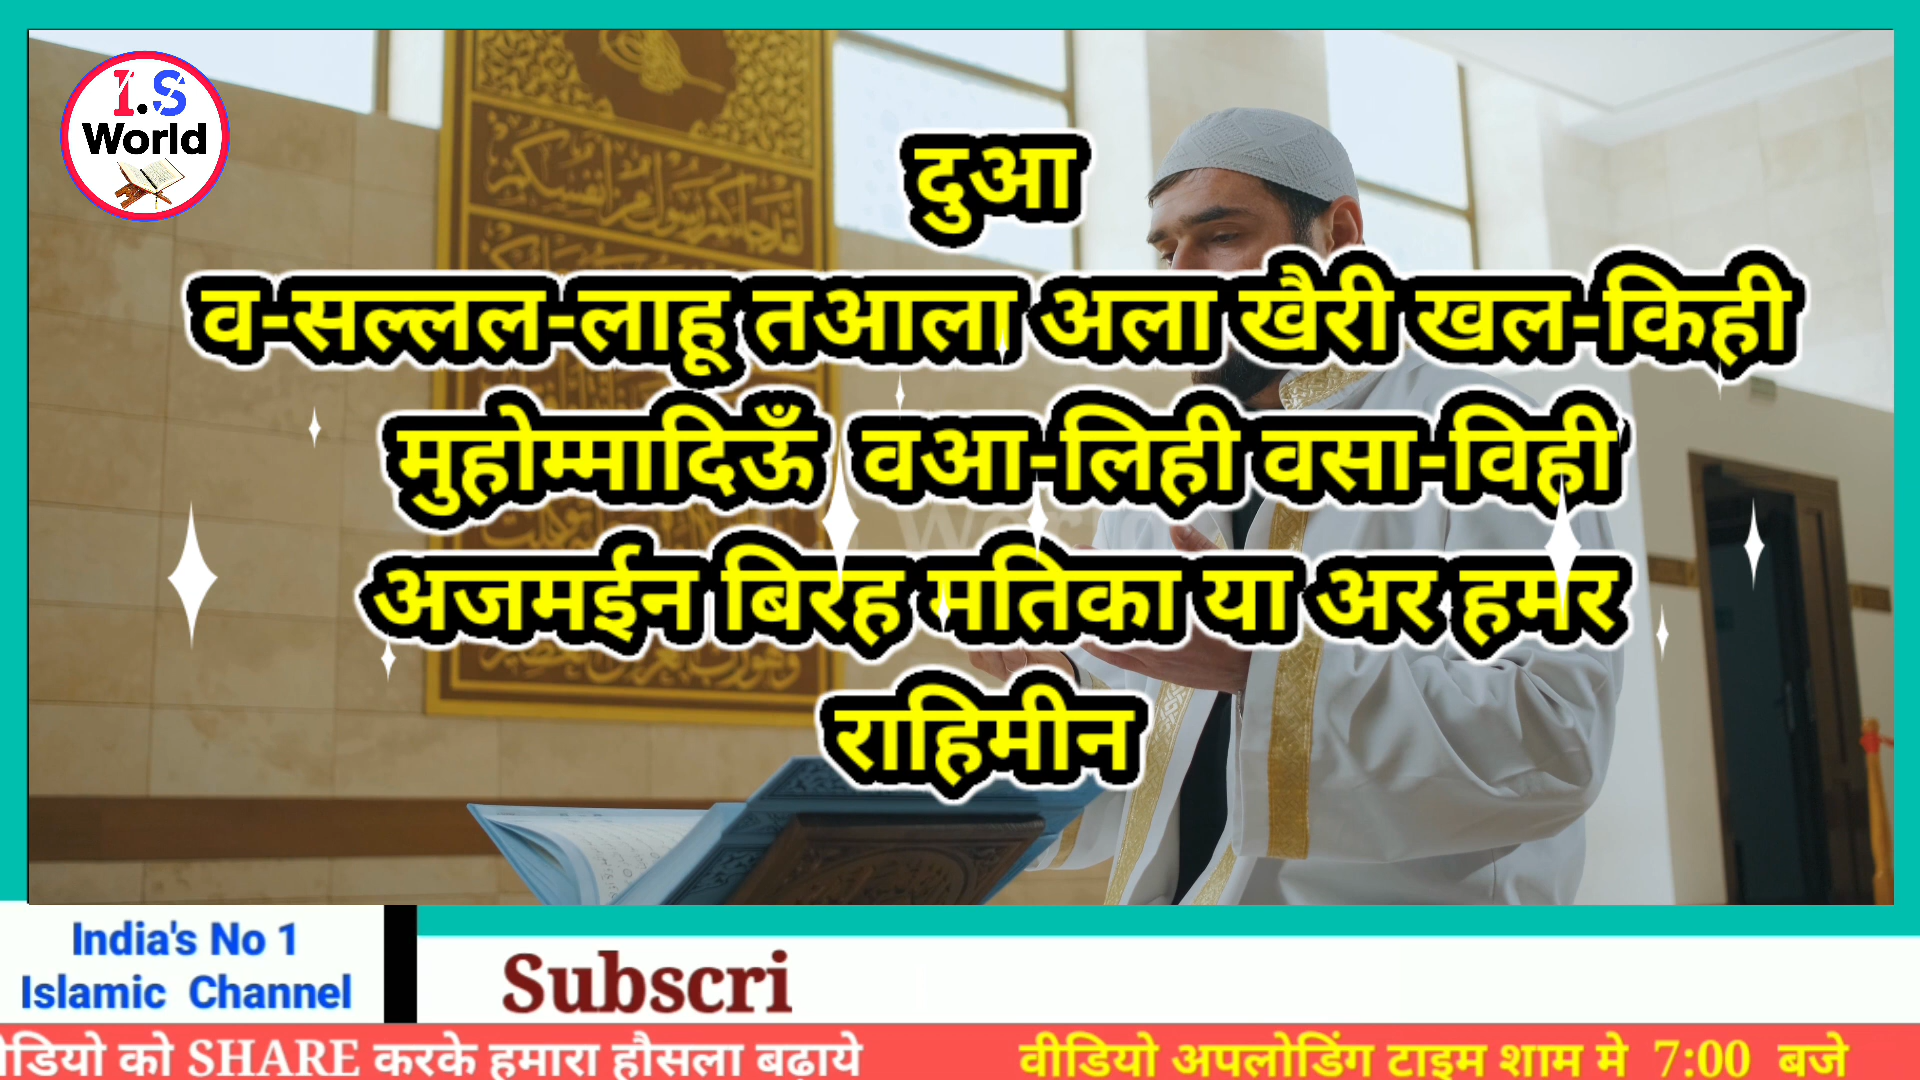 I.S
World
दुआ
व-सल्लल-लाहू तआला अला खैरी खल-किही
मुहोम्मादिऊँ वआ-लिही वसा-विही
अजमईन बिरह मतिका या अर हमर
राहिमीन
World
India's No 1
Islamic Channel
Subscri
को SHARE करके हमारा हौसला बढ़ाये
वीडियो अपलोडिंग टाइम शाम मे 7:00 बजे